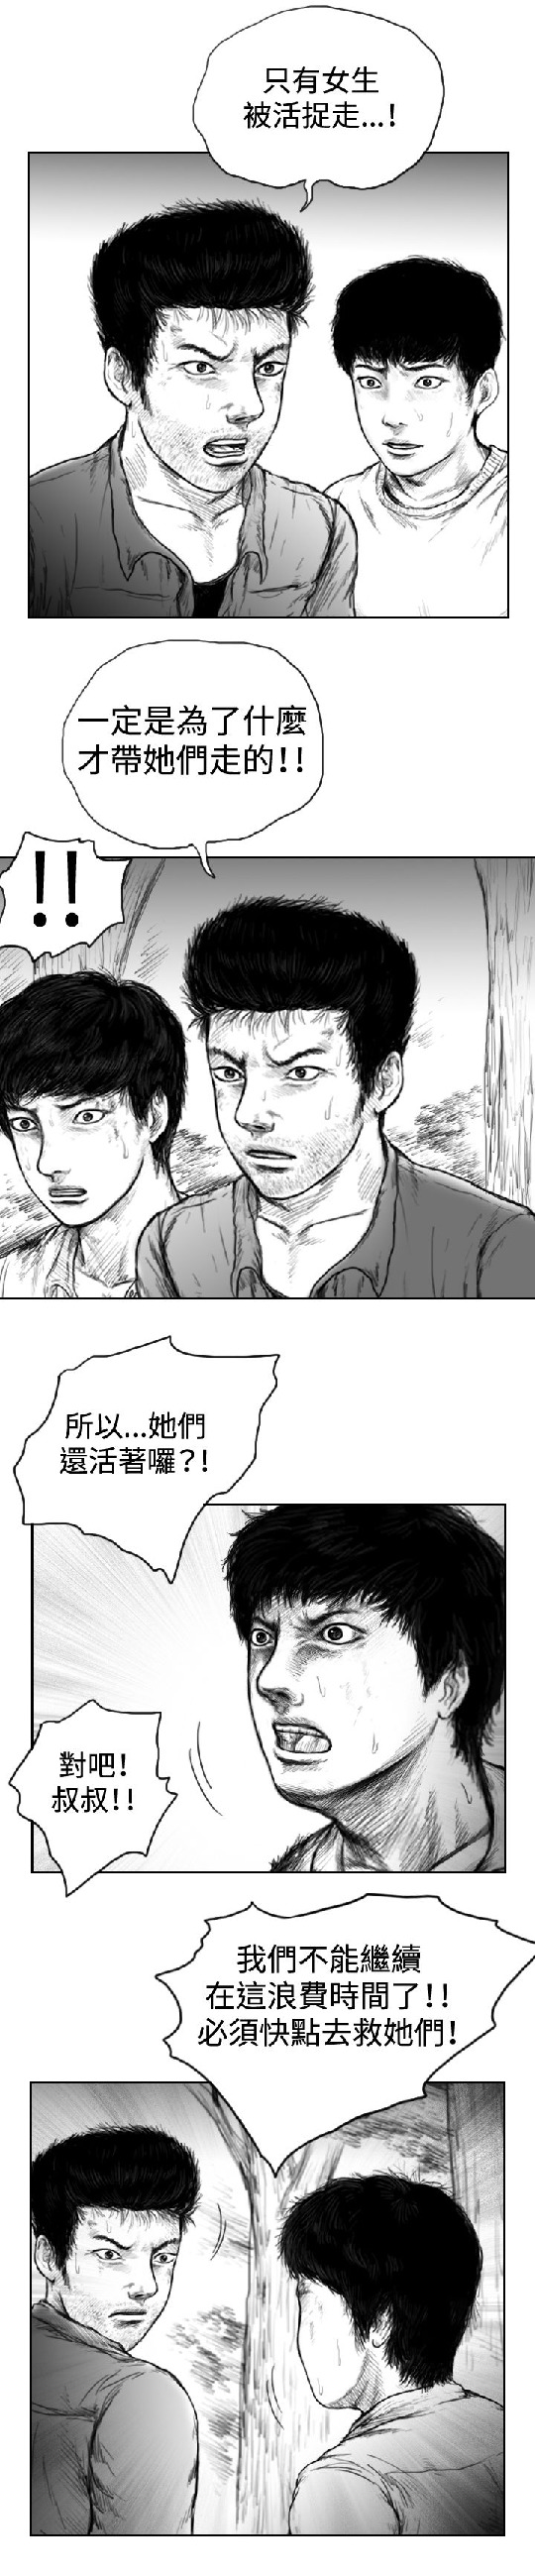 只有女生
被活捉走...!
一定是為了什麼
才帶她們走的!!
!!
所以...她們
還活著囉?!
對吧!
叔叔!!
我們不能繼續
在這浪費時間了!!
必須快點去救她們!